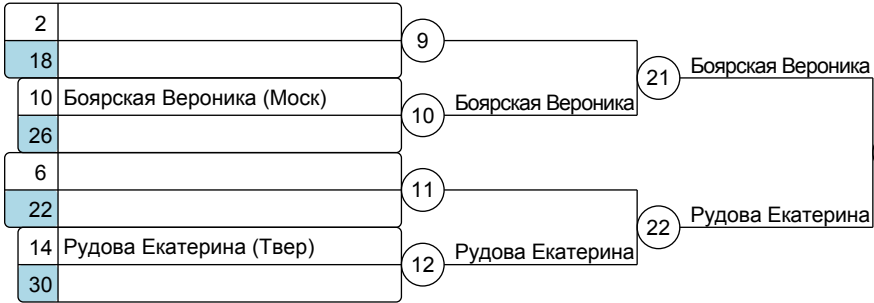 2
9
18
21 Боярская Вероника
10 Боярская Вероника (Моск)
10 Боярская Вероника
26
6
11
22
22 Рудова Екатерина
14 Рудова Екатерина (Твер)
12 Рудова Екатерина
30